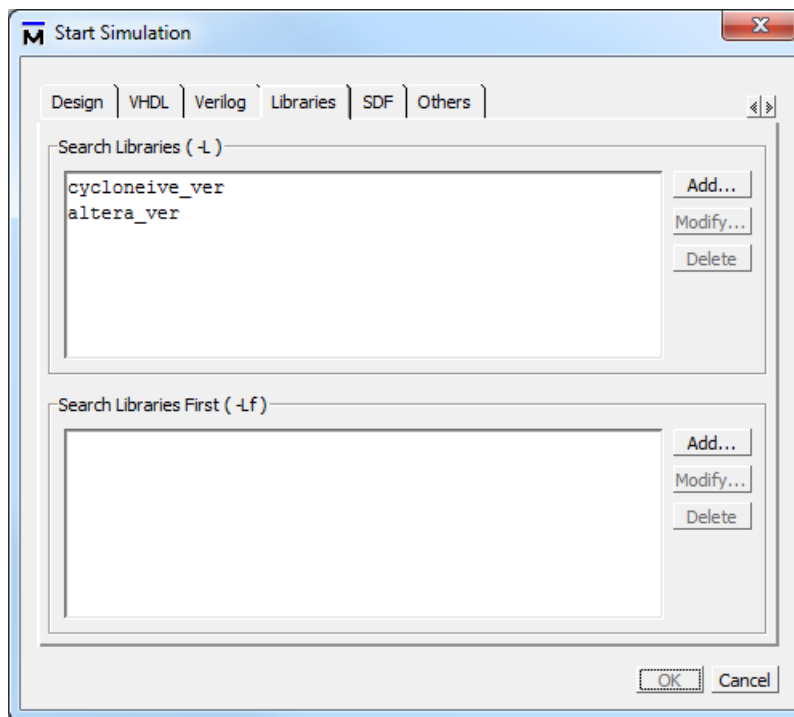 Start Simulation
Design VHDL Verilog Libraries SDF Others
Search Libraries ( -L )
cycloneive_ver
altera_ver
Add...
Modify...
Delete
Search Libraries First ( -Lf )
Add...
Modify...
Delete
OK Cancel